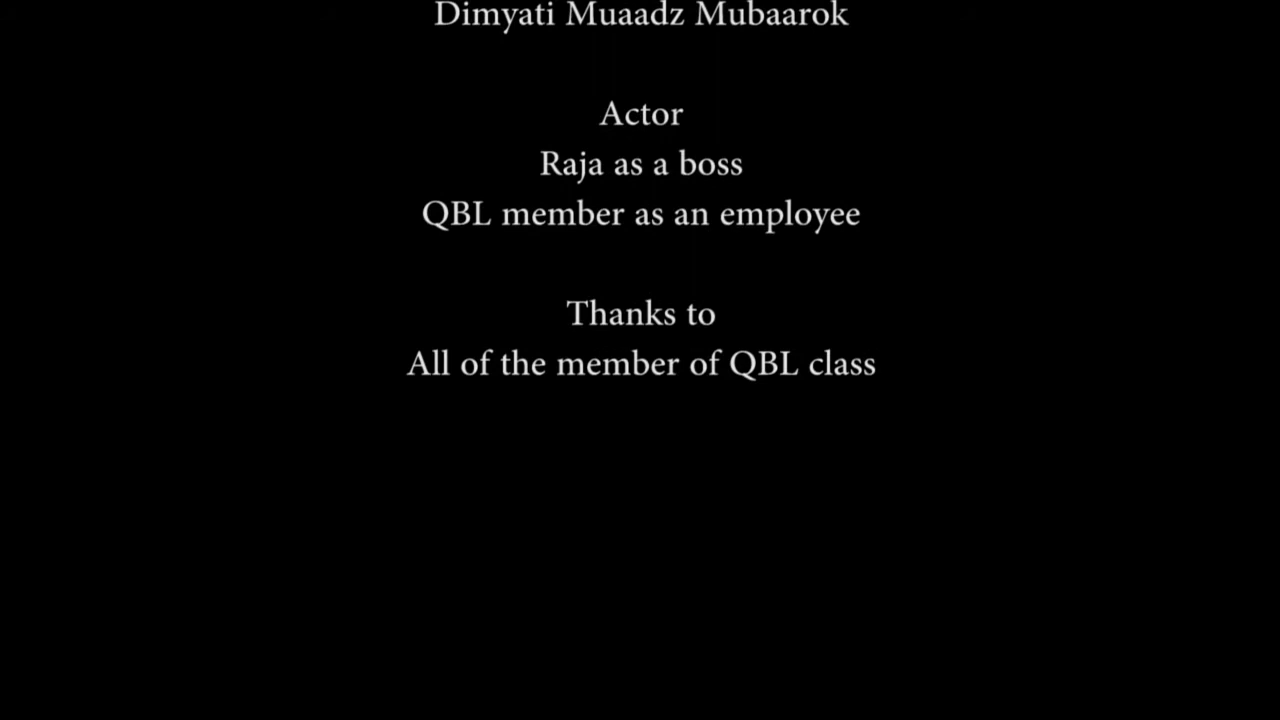 Dimyati Muaadz Mubaarok
Actor
Raja as a boss
QBL member as an employee
Thanks to
All of the member of QBL class